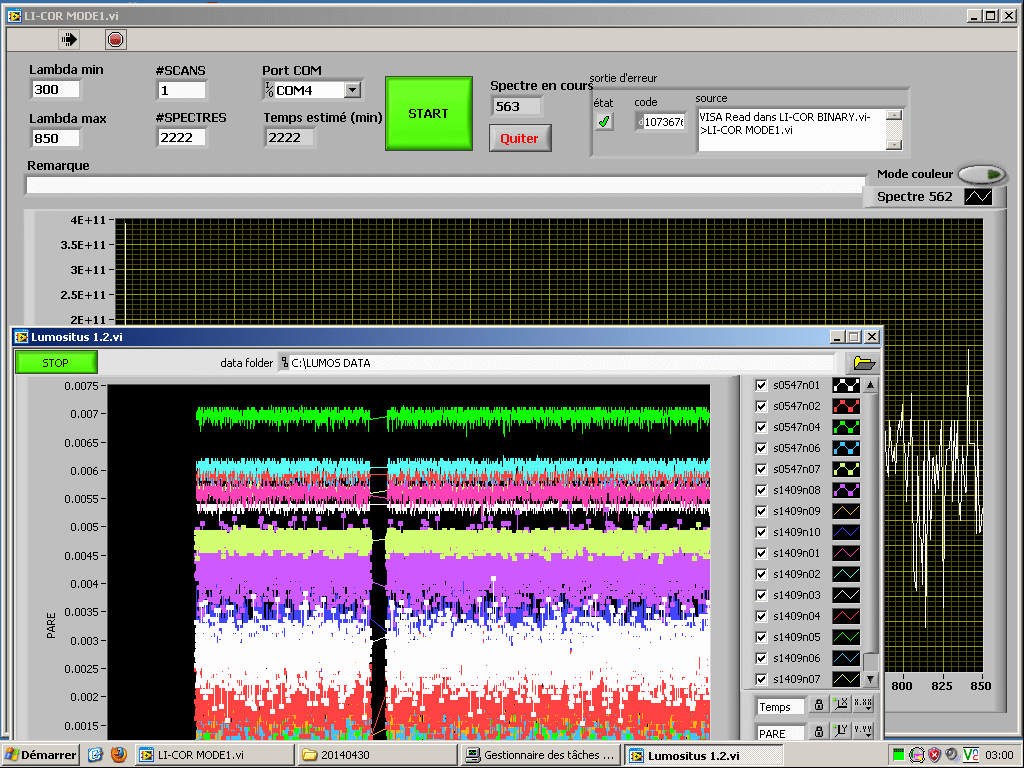 LI-COR MODE1.vi
Lambda min
300
Lambda max
850
#SCANS
1
#SPECTRES
2222
Port COM
COM4
Temps estimé (min)
2222
START
Spectre en cours
563
Quiter
sortie d'erreur
état
code
d 1073676
source
VISA Read dans LI-COR BINARY.vi-
>LI-COR MODE1.vi
Remarque
Mode couleur
Spectre 562
4E+11
3.5E+11
3E+11
2.5E+11
2E+11
800
825
850
Lumositus 1.2.vi
STOP
data folder
C:\LUMOS DATA
0.0075
0.007
0.0065
0.006
0.0055
0.005
0.0045
0.004
0.0035
0.003
0.0025
0.002
0.0015
PARE
s0547n01
s0547n02
s0547n04
s0547n06
s0547n07
s1409n08
s1409n09
s1409n10
s1409n01
s1409n02
s1409n03
s1409n04
s1409n05
s1409n06
s1409n07
Temps
X.XX
PARE
Y.YY
Démarrer
LI-COR MODE1.vi
20140430
Gestionnaire des tâches ...
Lumositus 1.2.vi
03:00